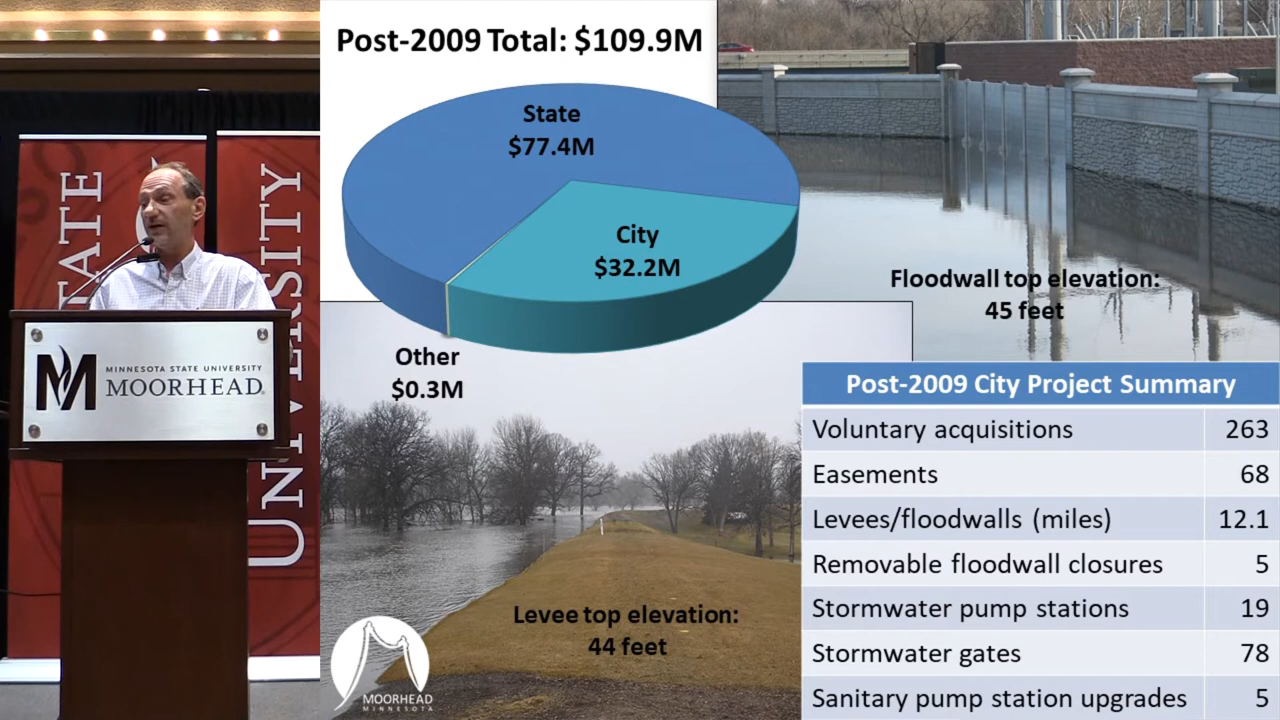 STATE
UNIVERSITY
MINNESOTA STATE UNIVERSITY
MOORHEAD
Post-2009 Total: $109.9M
State
$77.4M
City
$32.2M
Other
$0.3M
Floodwall top elevation:
45 feet
Levee top elevation:
44 feet
MOORHEAD
MINNESOTA
Post-2009 City Project Summary
Voluntary acquisitions 263
Easements 68
Levees/floodwalls (miles) 12.1
Removable floodwall closures 5
Stormwater pump stations 19
Stormwater gates 78
Sanitary pump station upgrades 5